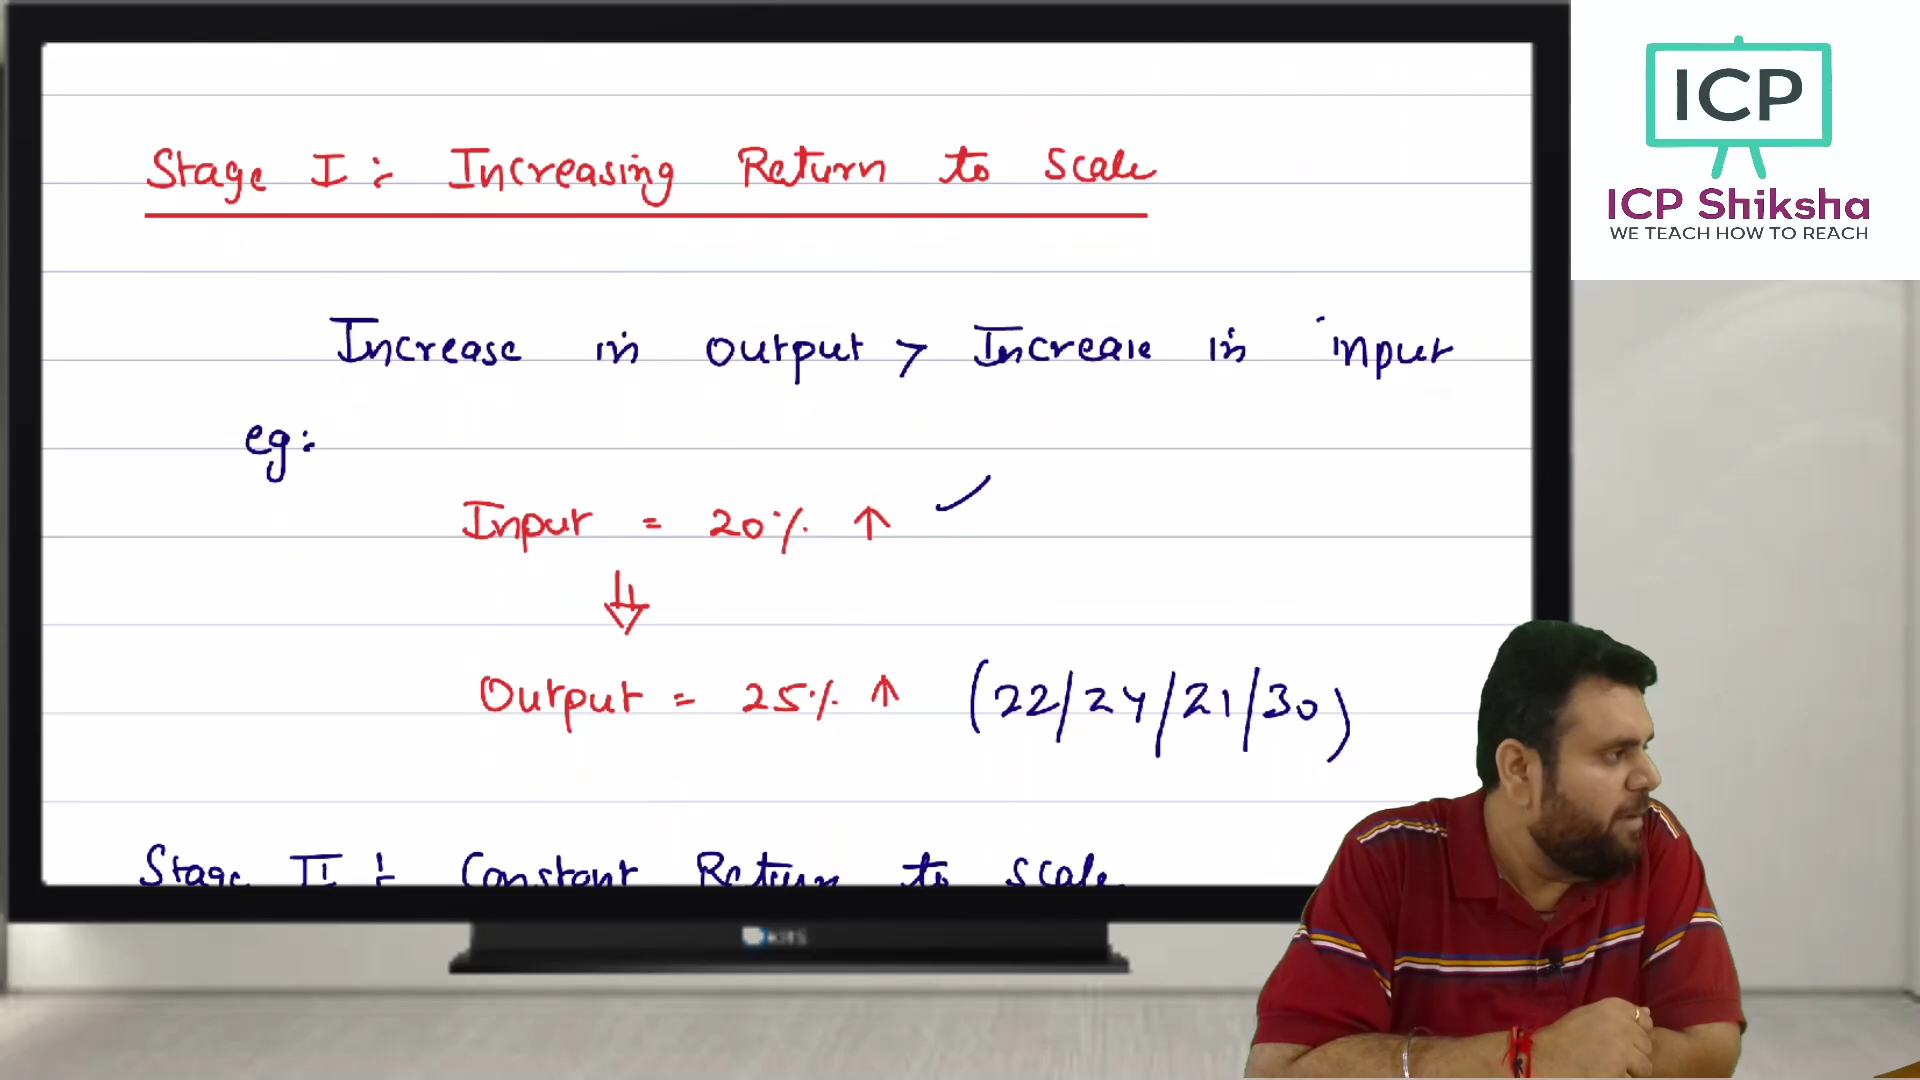 ICP
ICP Shiksha
WE TEACH HOW TO REACH
Stage I : Increasing Return to Scale
Increase in output > Increase in input
eg:
Input = 20% ↑ ✓
⇓
Output = 25% ↑ (22/24/21/30)
Stage II : Constant Return to scale